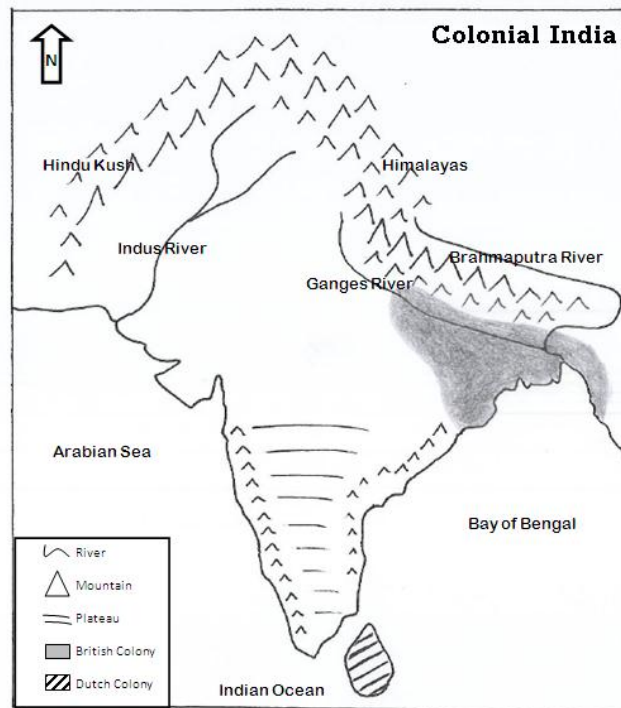 Colonial India
N
Hindu Kush
Himalayas
Indus River
Brahmaputra River
Ganges River
Arabian Sea
Bay of Bengal
River
Mountain
Plateau
British Colony
Dutch Colony
Indian Ocean